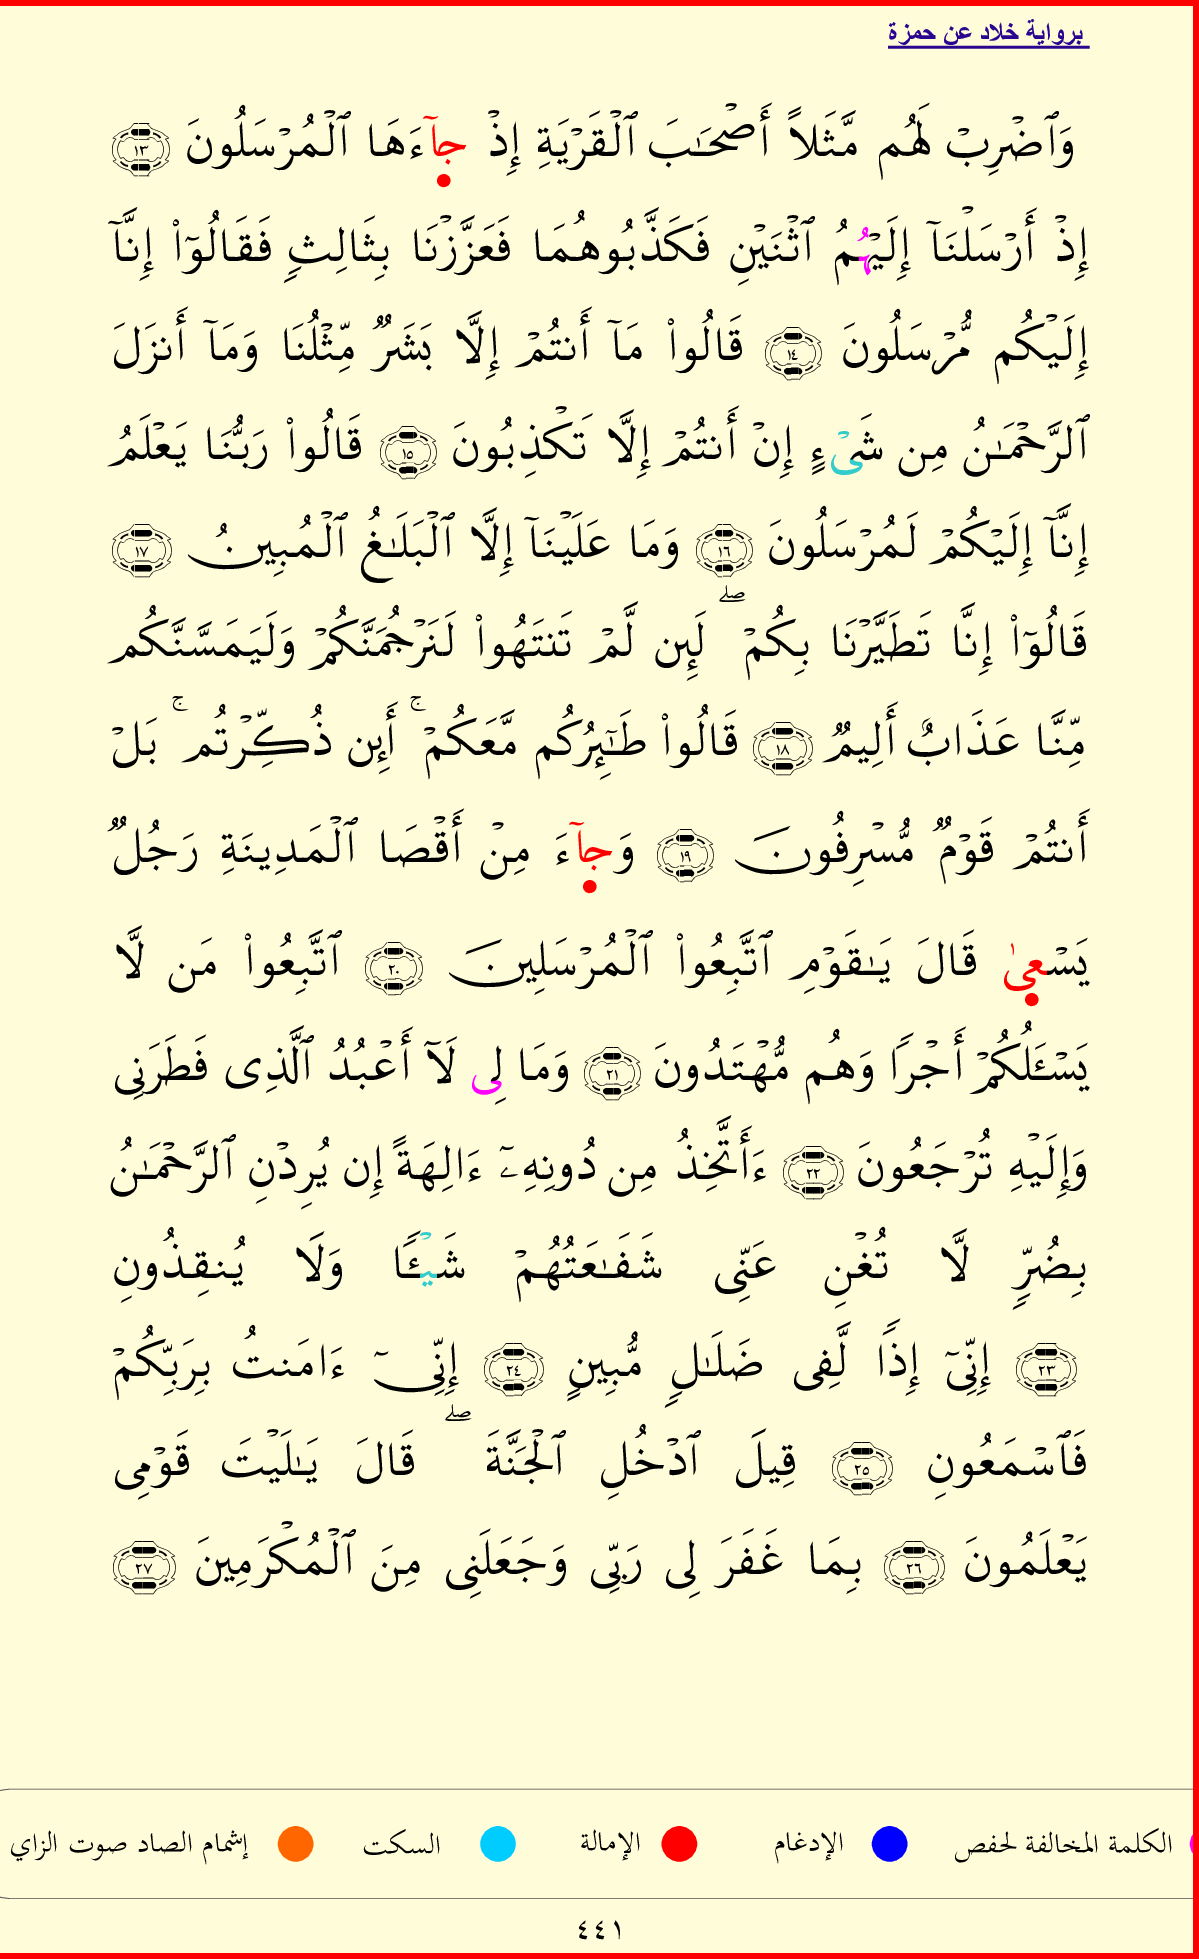 برواية خلاد عن حمزة
وَٱضْرِبْ لَهُم مَّثَلاً أَصْحَـٰبَ ٱلْقَرْيَةِ إِذْ جآءَهَا ٱلْمُرْسَلُونَ ١٣
إِذْ أَرْسَلْنَآ إِلَيْهُمُ ٱثْنَيْنِ فَكَذَّبُوهُمَا فَعَزَّزْنَا بِثَالِثٍ فَقَالُوٓا۟ إِنَّآ
إِلَيْكُم مُّرْسَلُونَ ١٤ قَالُوا۟ مَآ أَنتُمْ إِلَّا بَشَرٌ مِّثْلُنَا وَمَآ أَنزَلَ
ٱلرَّحْمَـٰنُ مِن شَىْءٍ إِنْ أَنتُمْ إِلَّا تَكْذِبُونَ ١٥ قَالُوا۟ رَبُّنَا يَعْلَمُ
إِنَّآ إِلَيْكُمْ لَمُرْسَلُونَ ١٦ وَمَا عَلَيْنَآ إِلَّا ٱلْبَلَـٰغُ ٱلْمُبِينُ ١٧
قَالُوٓا۟ إِنَّا تَطَيَّرْنَا بِكُمْ ۖ لَئِن لَّمْ تَنتَهُوا۟ لَنَرْجُمَنَّكُمْ وَلَيَمَسَّنَّكُم
مِّنَّا عَذَابٌ أَلِيمٌ ١٨ قَالُوا۟ طَـٰٓئِرُكُم مَّعَكُمْ ۚ أَئِن ذُكِّرْتُم ۚ بَلْ
أَنتُمْ قَوْمٌ مُّسْرِفُونَ ١٩ وَجآءَ مِنْ أَقْصَا ٱلْمَدِينَةِ رَجُلٌ
يَسْعىٰ قَالَ يَـٰقَوْمِ ٱتَّبِعُوا۟ ٱلْمُرْسَلِينَ ٢٠ ٱتَّبِعُوا۟ مَن لَّا
يَسْـَٔلُكُمْ أَجْرًا وَهُم مُّهْتَدُونَ ٢١ وَمَا لِى لَآ أَعْبُدُ ٱلَّذِى فَطَرَنِى
وَإِلَيْهِ تُرْجَعُونَ ٢٢ ءَأَتَّخِذُ مِن دُونِهِۦٓ ءَالِهَةً إِن يُرِدْنِ ٱلرَّحْمَـٰنُ
بِضُرٍّ لَّا تُغْنِ عَنِّى شَفَـٰعَتُهُمْ شَيْـًٔا وَلَا يُنقِذُونِ
٢٣ إِنِّىٓ إِذًا لَّفِى ضَلَـٰلٍ مُّبِينٍ ٢٤ إِنِّىٓ ءَامَنتُ بِرَبِّكُمْ
فَٱسْمَعُونِ ٢٥ قِيلَ ٱدْخُلِ ٱلْجَنَّةَ ۖ قَالَ يَـٰلَيْتَ قَوْمِى
يَعْلَمُونَ ٢٦ بِمَا غَفَرَ لِى رَبِّى وَجَعَلَنِى مِنَ ٱلْمُكْرَمِينَ ٢٧
الكلمة المخالفة لحفص الإدغام الإمالة السكت إشمام الصاد صوت الزاي
٤٤١